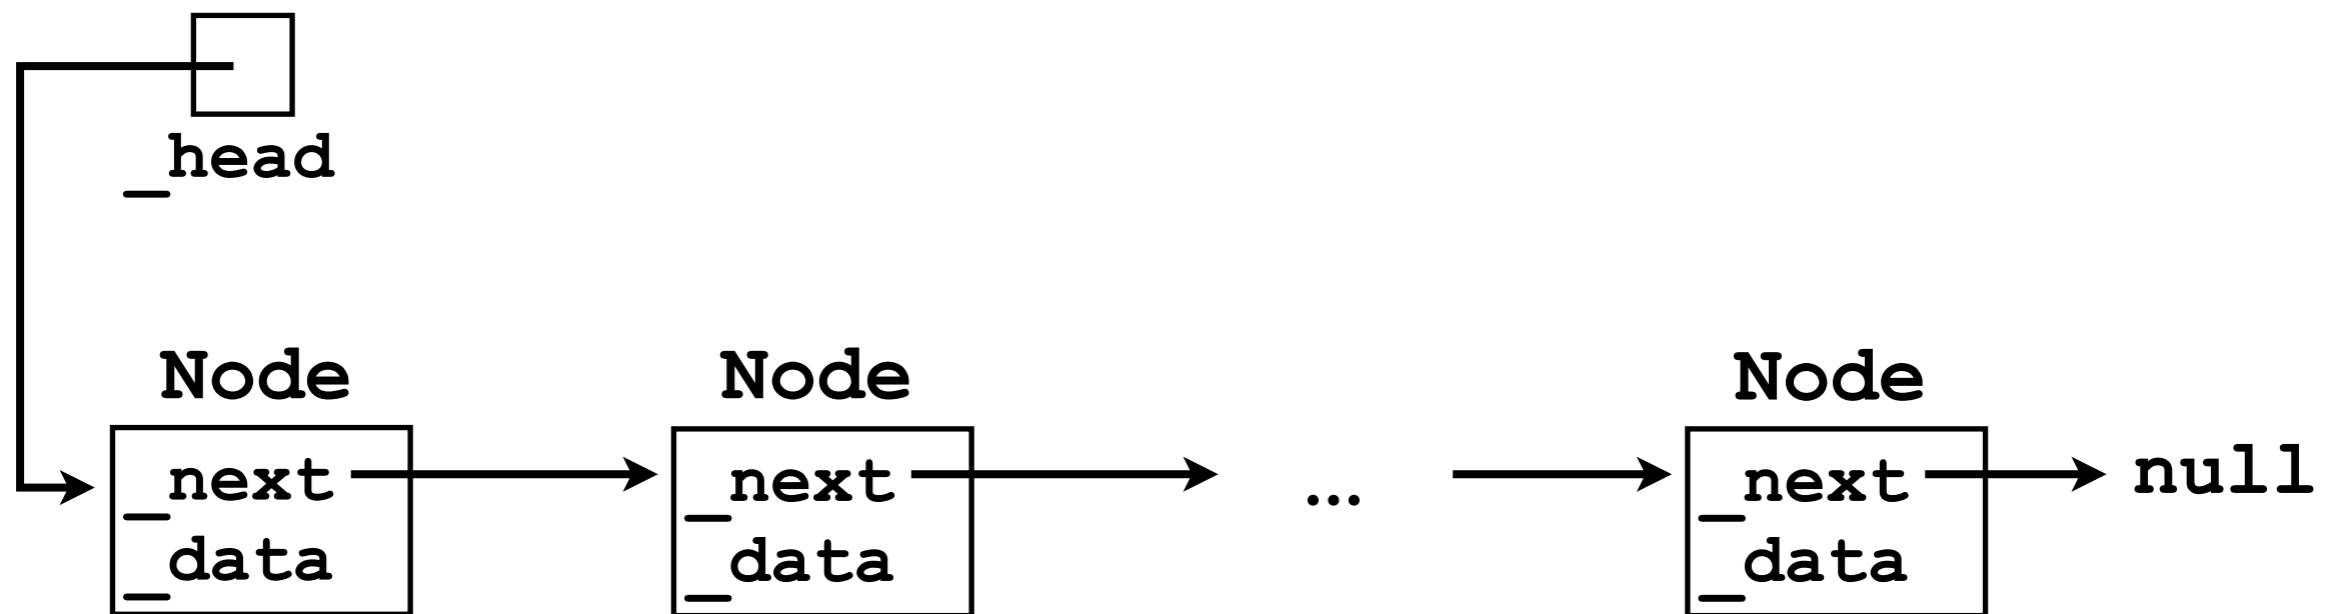 _head
Node Node Node
_next _next ... _next null
_data _data _data